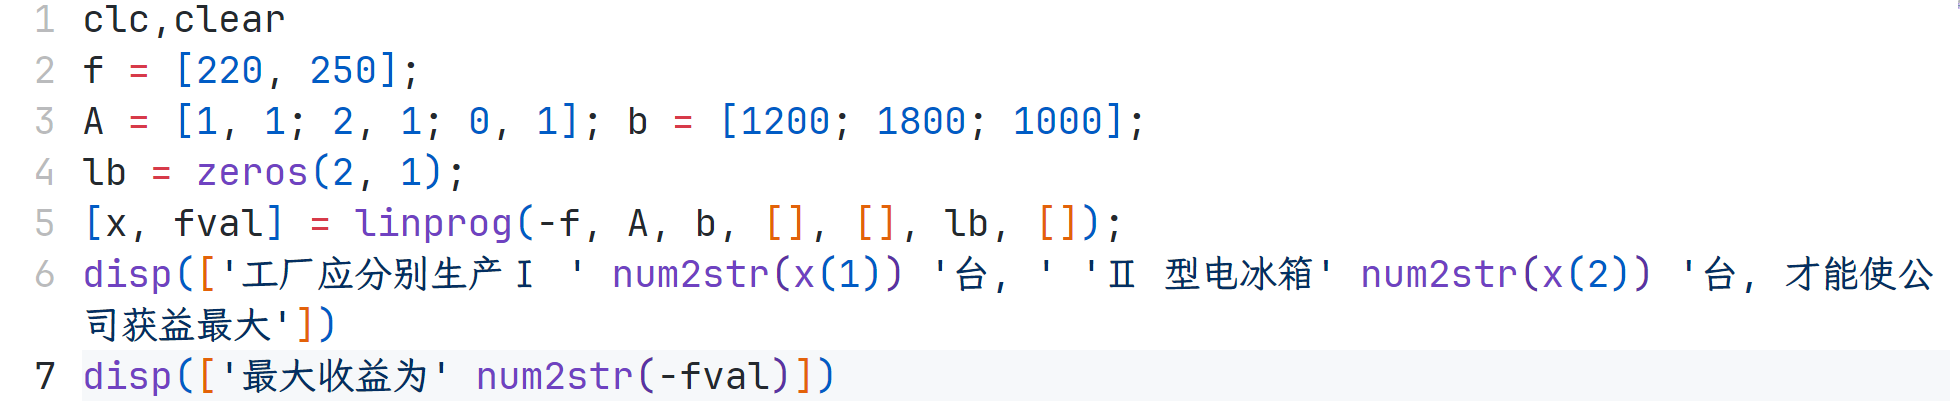 1 clc,clear
2 f = [220, 250];
3 A = [1, 1; 2, 1; 0, 1]; b = [1200; 1800; 1000];
4 lb = zeros(2, 1);
5 [x, fval] = linprog(-f, A, b, [], [], lb, []);
6 disp(['工厂应分别生产Ⅰ ' num2str(x(1)) '台, ' 'Ⅱ 型电冰箱' num2str(x(2)) '台, 才能使公
司获益最大'])
7 disp(['最大收益为' num2str(-fval)])